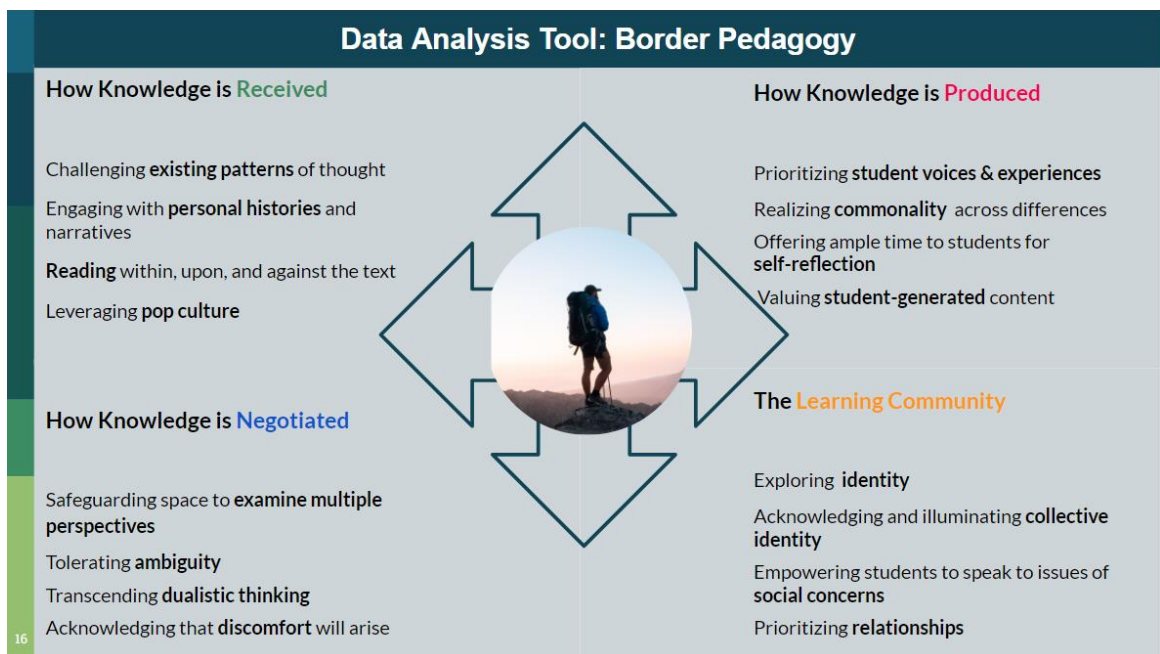 Data Analysis Tool: Border Pedagogy
How Knowledge is Received
Challenging existing patterns of thought
Engaging with personal histories and
narratives
Reading within, upon, and against the text
Leveraging pop culture
How Knowledge is Produced
Prioritizing student voices & experiences
Realizing commonality across differences
Offering ample time to students for
self-reflection
Valuing student-generated content
How Knowledge is Negotiated
Safeguarding space to examine multiple
perspectives
Tolerating ambiguity
Transcending dualistic thinking
Acknowledging that discomfort will arise
The Learning Community
Exploring identity
Acknowledging and illuminating collective
identity
Empowering students to speak to issues of
social concerns
Prioritizing relationships
16